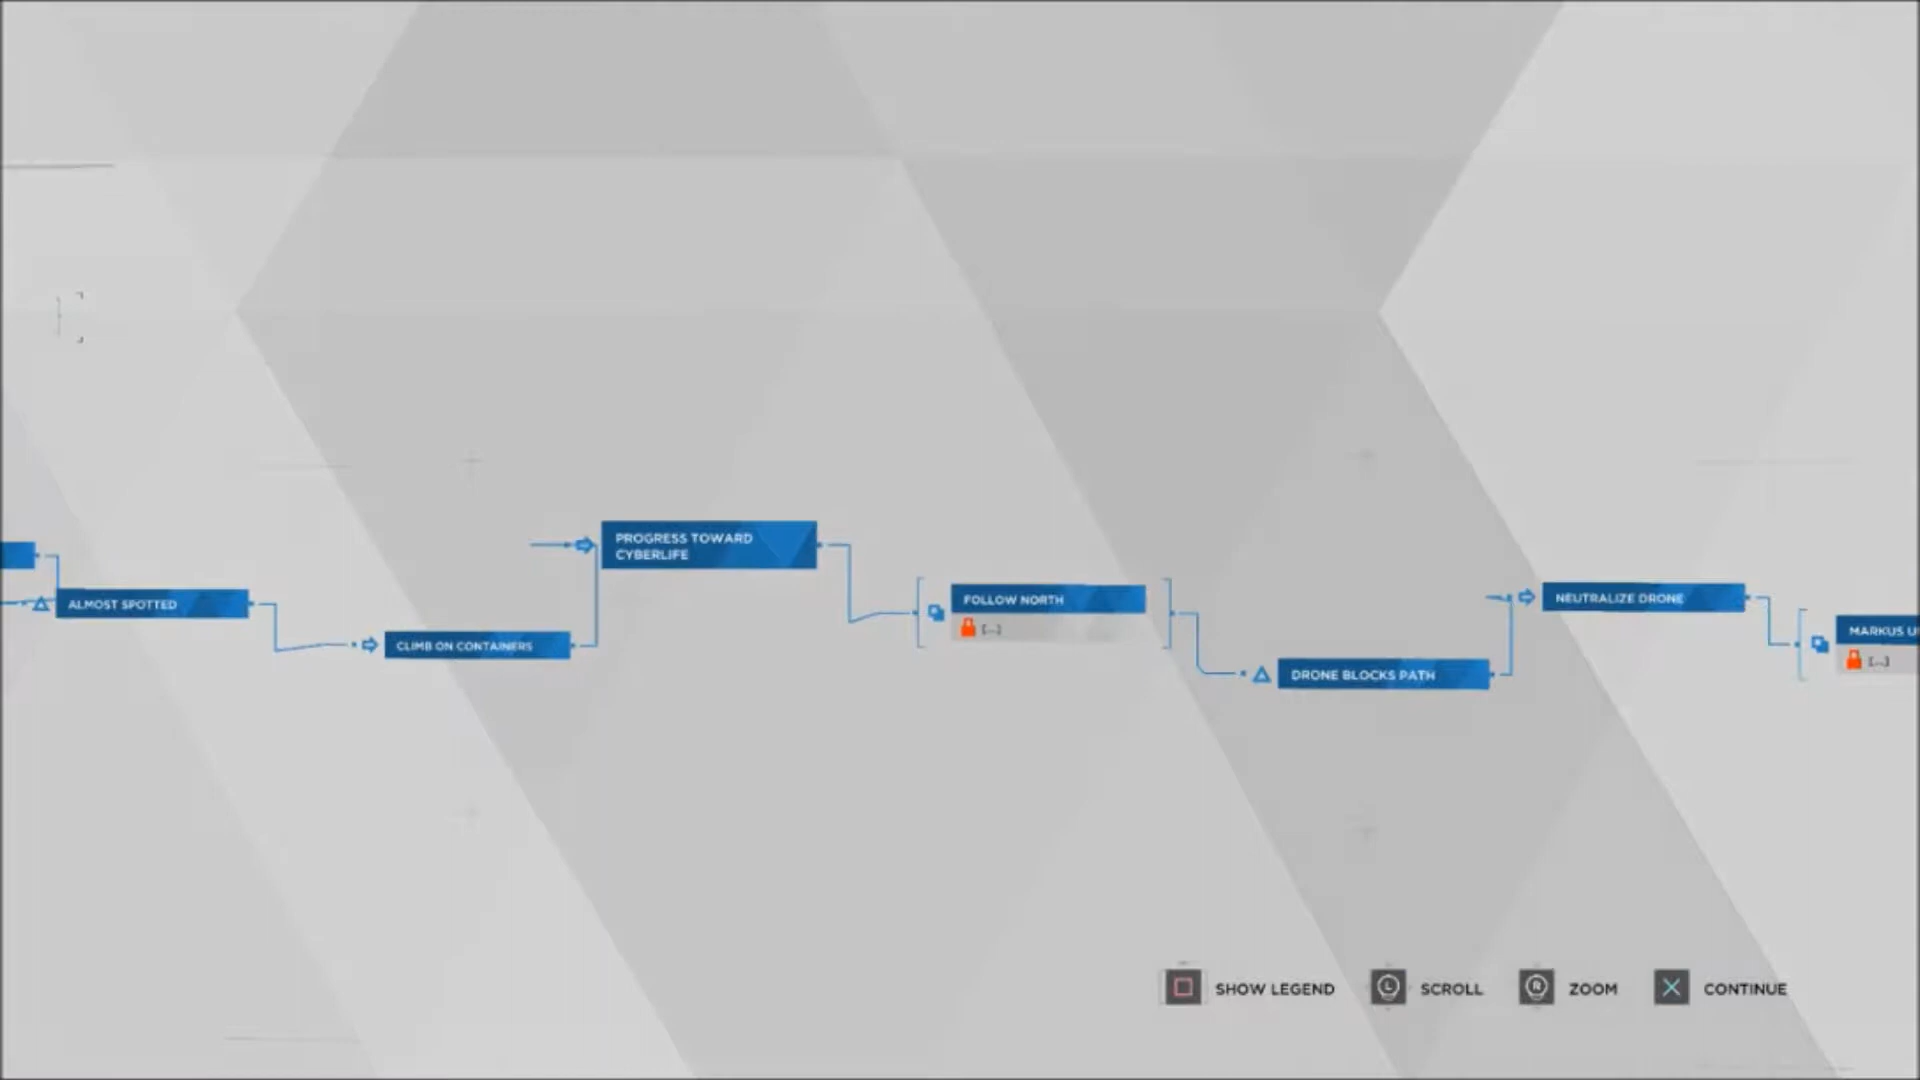 PROGRESS TOWARD
CYBERLIFE
ALMOST SPOTTED
CLIMB ON CONTAINERS
FOLLOW NORTH
[...]
DRONE BLOCKS PATH
NEUTRALIZE DRONE
MARKUS U
[...]
SHOW LEGEND
L
SCROLL
R
ZOOM
CONTINUE